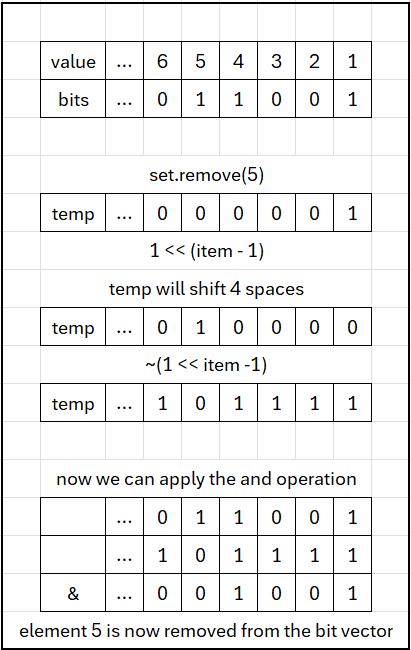 value ... 6 5 4 3 2 1
bits ... 0 1 1 0 0 1
set.remove(5)
temp ... 0 0 0 0 0 1
1 << (item - 1)
temp will shift 4 spaces
temp ... 0 1 0 0 0 0
~(1 << item -1)
temp ... 1 0 1 1 1 1
now we can apply the and operation
... 0 1 1 0 0 1
... 1 0 1 1 1 1
& ... 0 0 1 0 0 1
element 5 is now removed from the bit vector